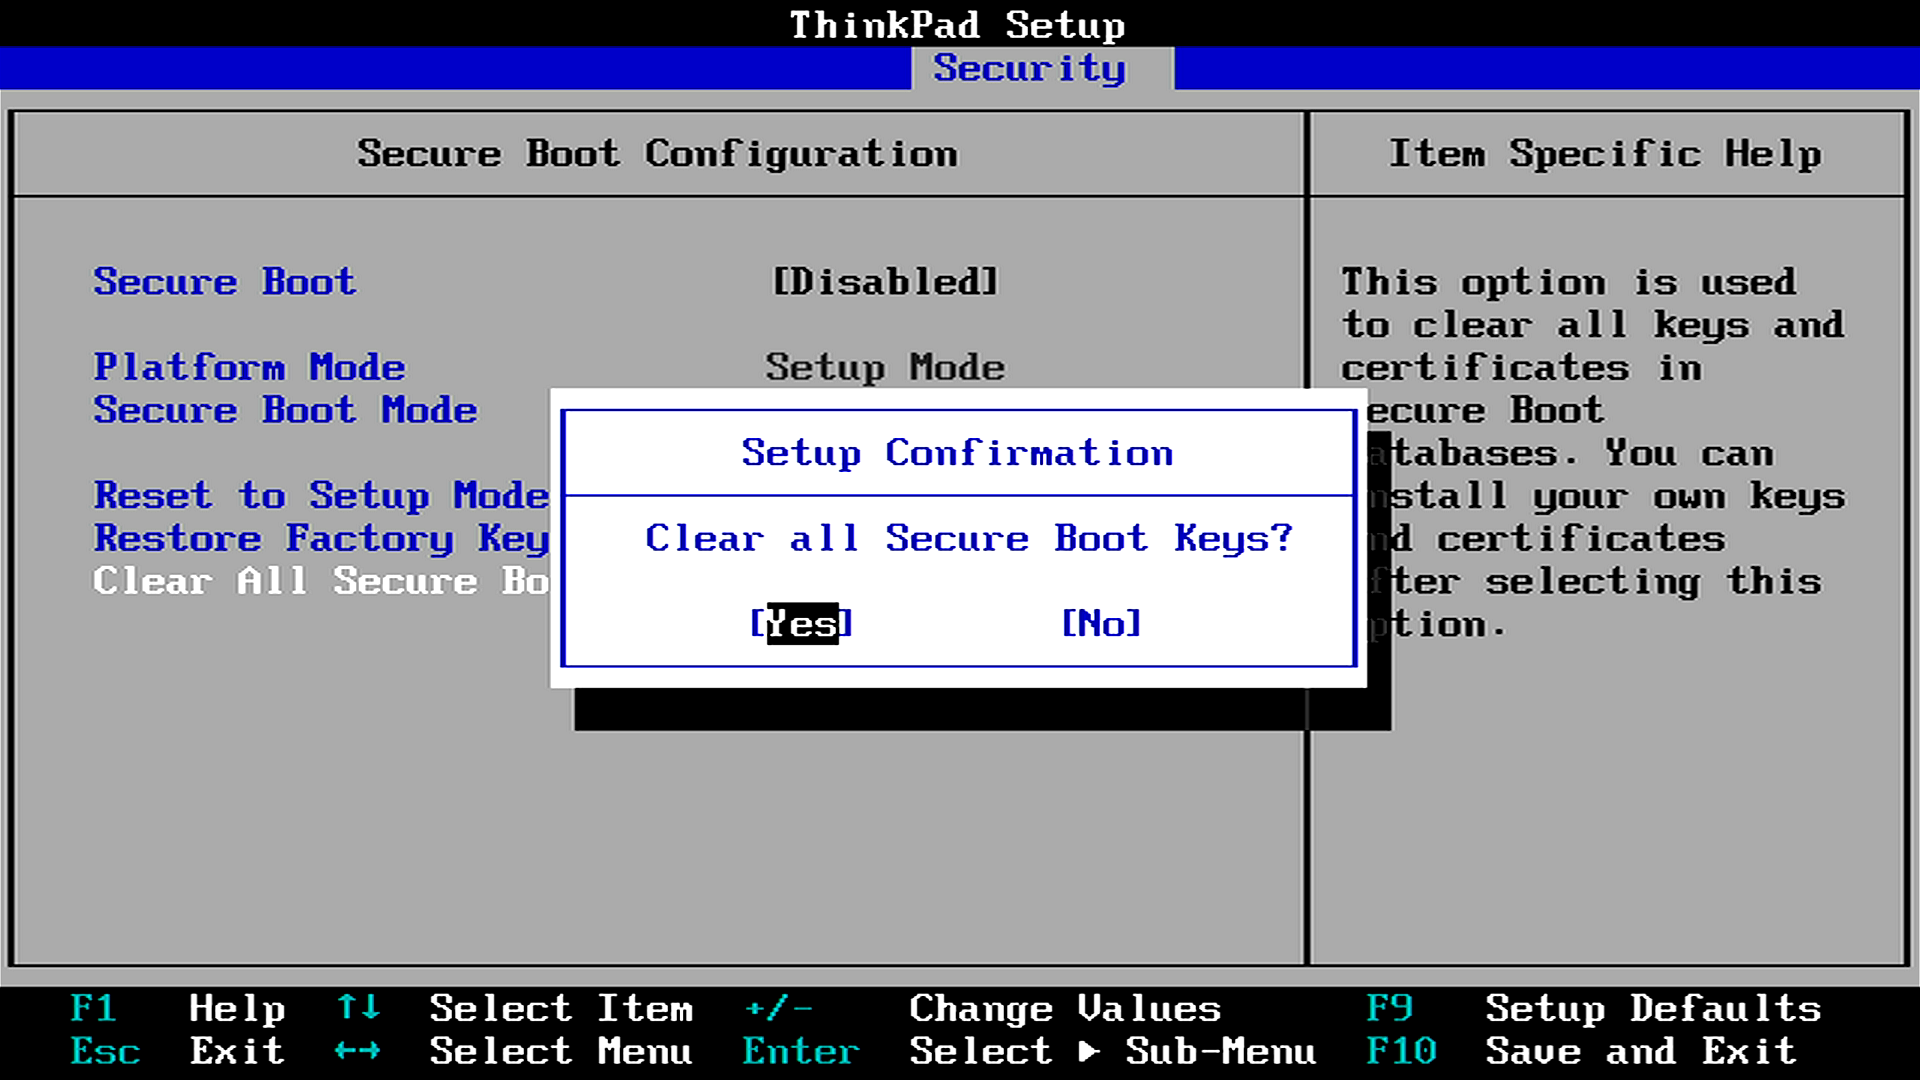 ThinkPad Setup
Security
Secure Boot Configuration
Item Specific Help
Secure Boot [Disabled]
Platform Mode Setup Mode
Secure Boot Mode
Reset to Setup Mode
Restore Factory Key
Clear All Secure Bo
This option is used
to clear all keys and
certificates in
ecure Boot
atabases. You can
nstall your own keys
nd certificates
fter selecting this
ption.
Setup Confirmation
Clear all Secure Boot Keys?
[Yes] [No]
F1 Help ↑↓ Select Item +/- Change Values F9 Setup Defaults
Esc Exit ←→ Select Menu Enter Select ▶ Sub-Menu F10 Save and Exit